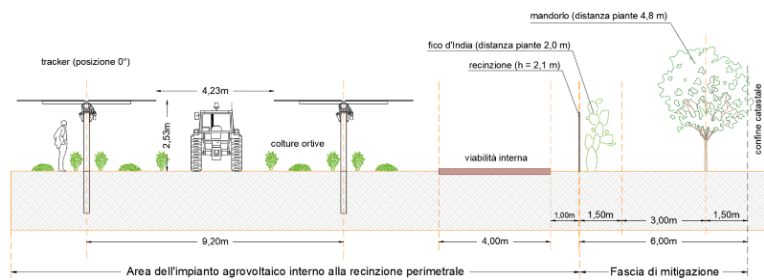 mandorlo (distanza piante 4,8 m)
fico d'India (distanza piante 2,0 m)
recinzione (h = 2,1 m)
tracker (posizione 0°)
4,23m
2,53m
colture ortive
viabilità interna
confine catastale
1,00m
1,50m
3,00m
1,50m
9,20m
4,00m
6,00m
Area dell'impianto agrovoltaico interno alla recinzione perimetrale
Fascia di mitigazione